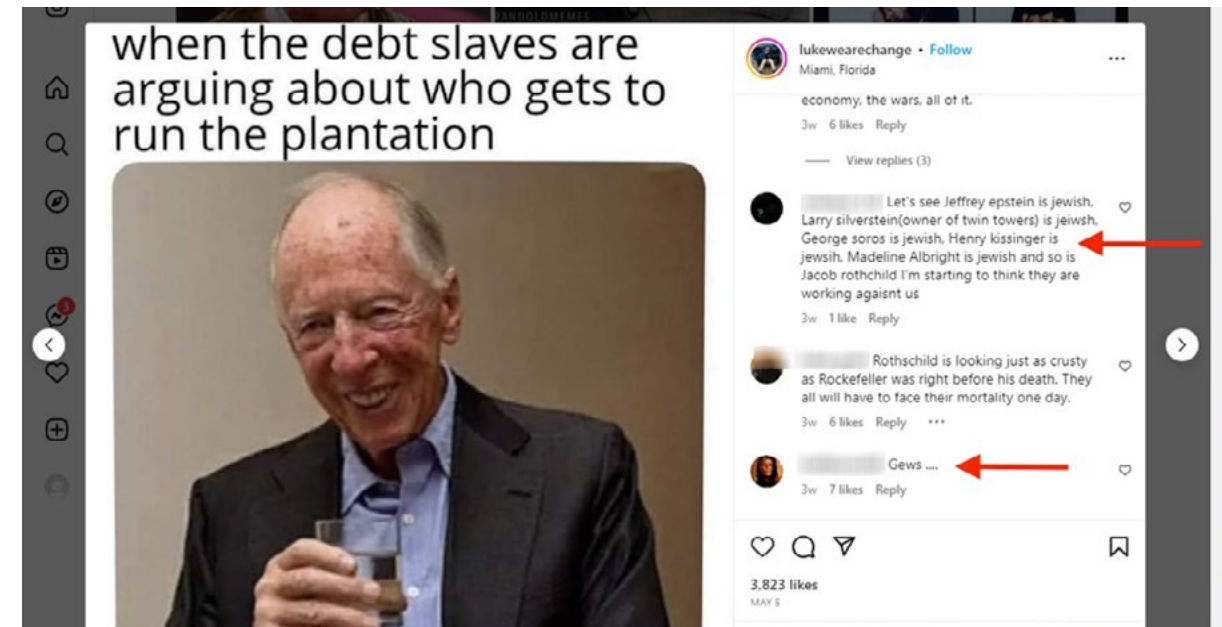 RANDOLDMEMES
when the debt slaves are
arguing about who gets to
run the plantation
lukewearechange • Follow
Miami, Florida
economy, the wars, all of it.
3w 6 likes Reply
View replies (3)
Let's see Jeffrey epstein is jewish,
Larry silverstein(owner of twin towers) is jeiwsh,
George soros is jewish, Henry kissinger is
jewsih, Madeline Albright is jewish and so is
Jacob rothchild I'm starting to think they are
working agaisnt us
3w 1 like Reply
Rothschild is looking just as crusty
as Rockefeller was right before his death. They
all will have to face their mortality one day.
3w 6 likes Reply
Gews ....
3w 7 likes Reply
3,823 likes
MAY 5
3